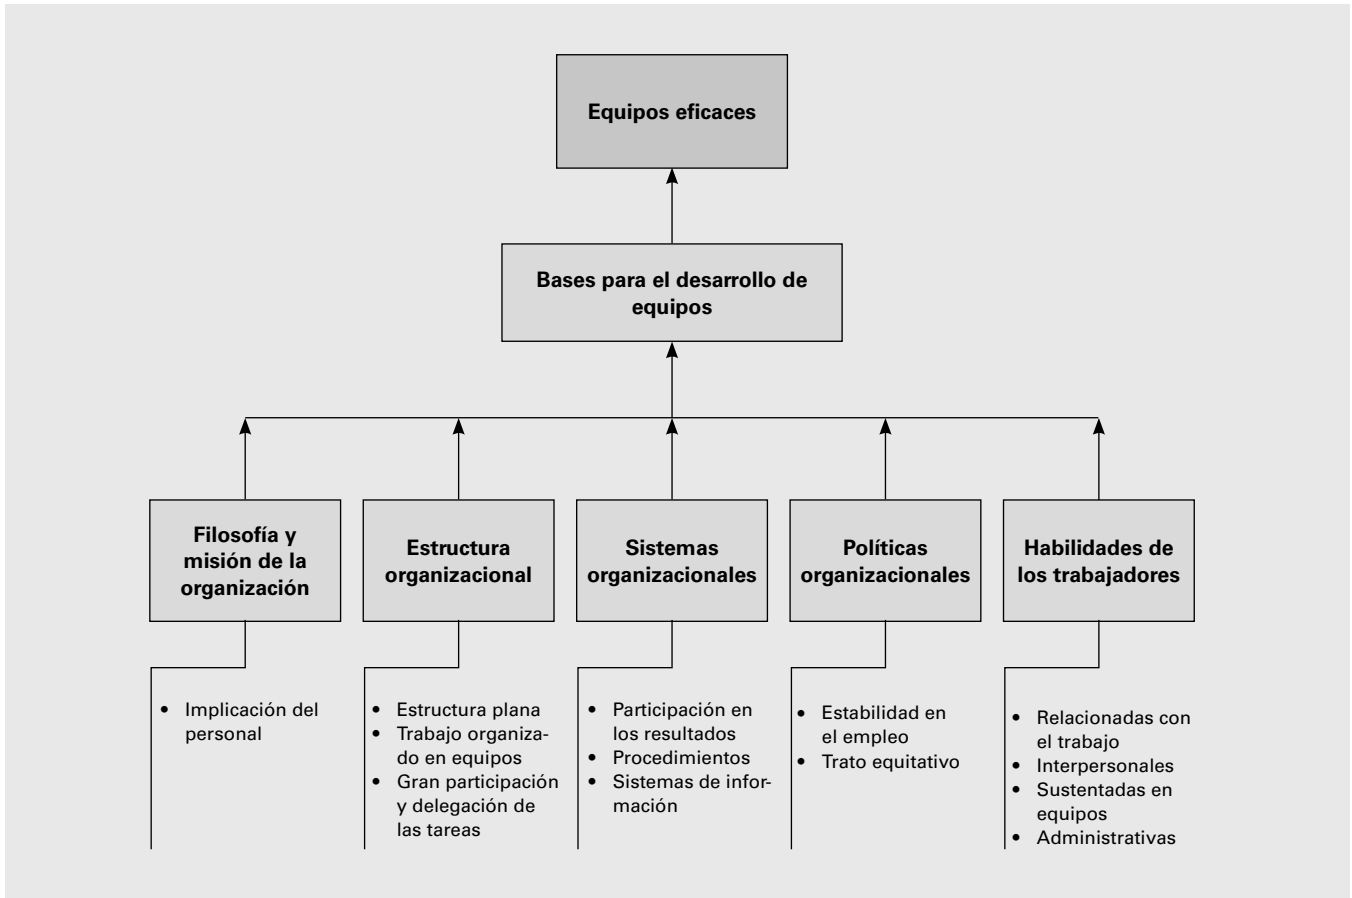 Equipos eficaces
Bases para el desarrollo de
equipos
Filosofía y
misión de la
organización
Estructura
organizacional
Sistemas
organizacionales
Políticas
organizacionales
Habilidades de
los trabajadores
• Implicación del
personal
• Estructura plana
• Trabajo organiza-
do en equipos
• Gran participación
y delegación de
las tareas
• Participación en
los resultados
• Procedimientos
• Sistemas de infor-
mación
• Estabilidad en
el empleo
• Trato equitativo
• Relacionadas con
el trabajo
• Interpersonales
• Sustentadas en
equipos
• Administrativas